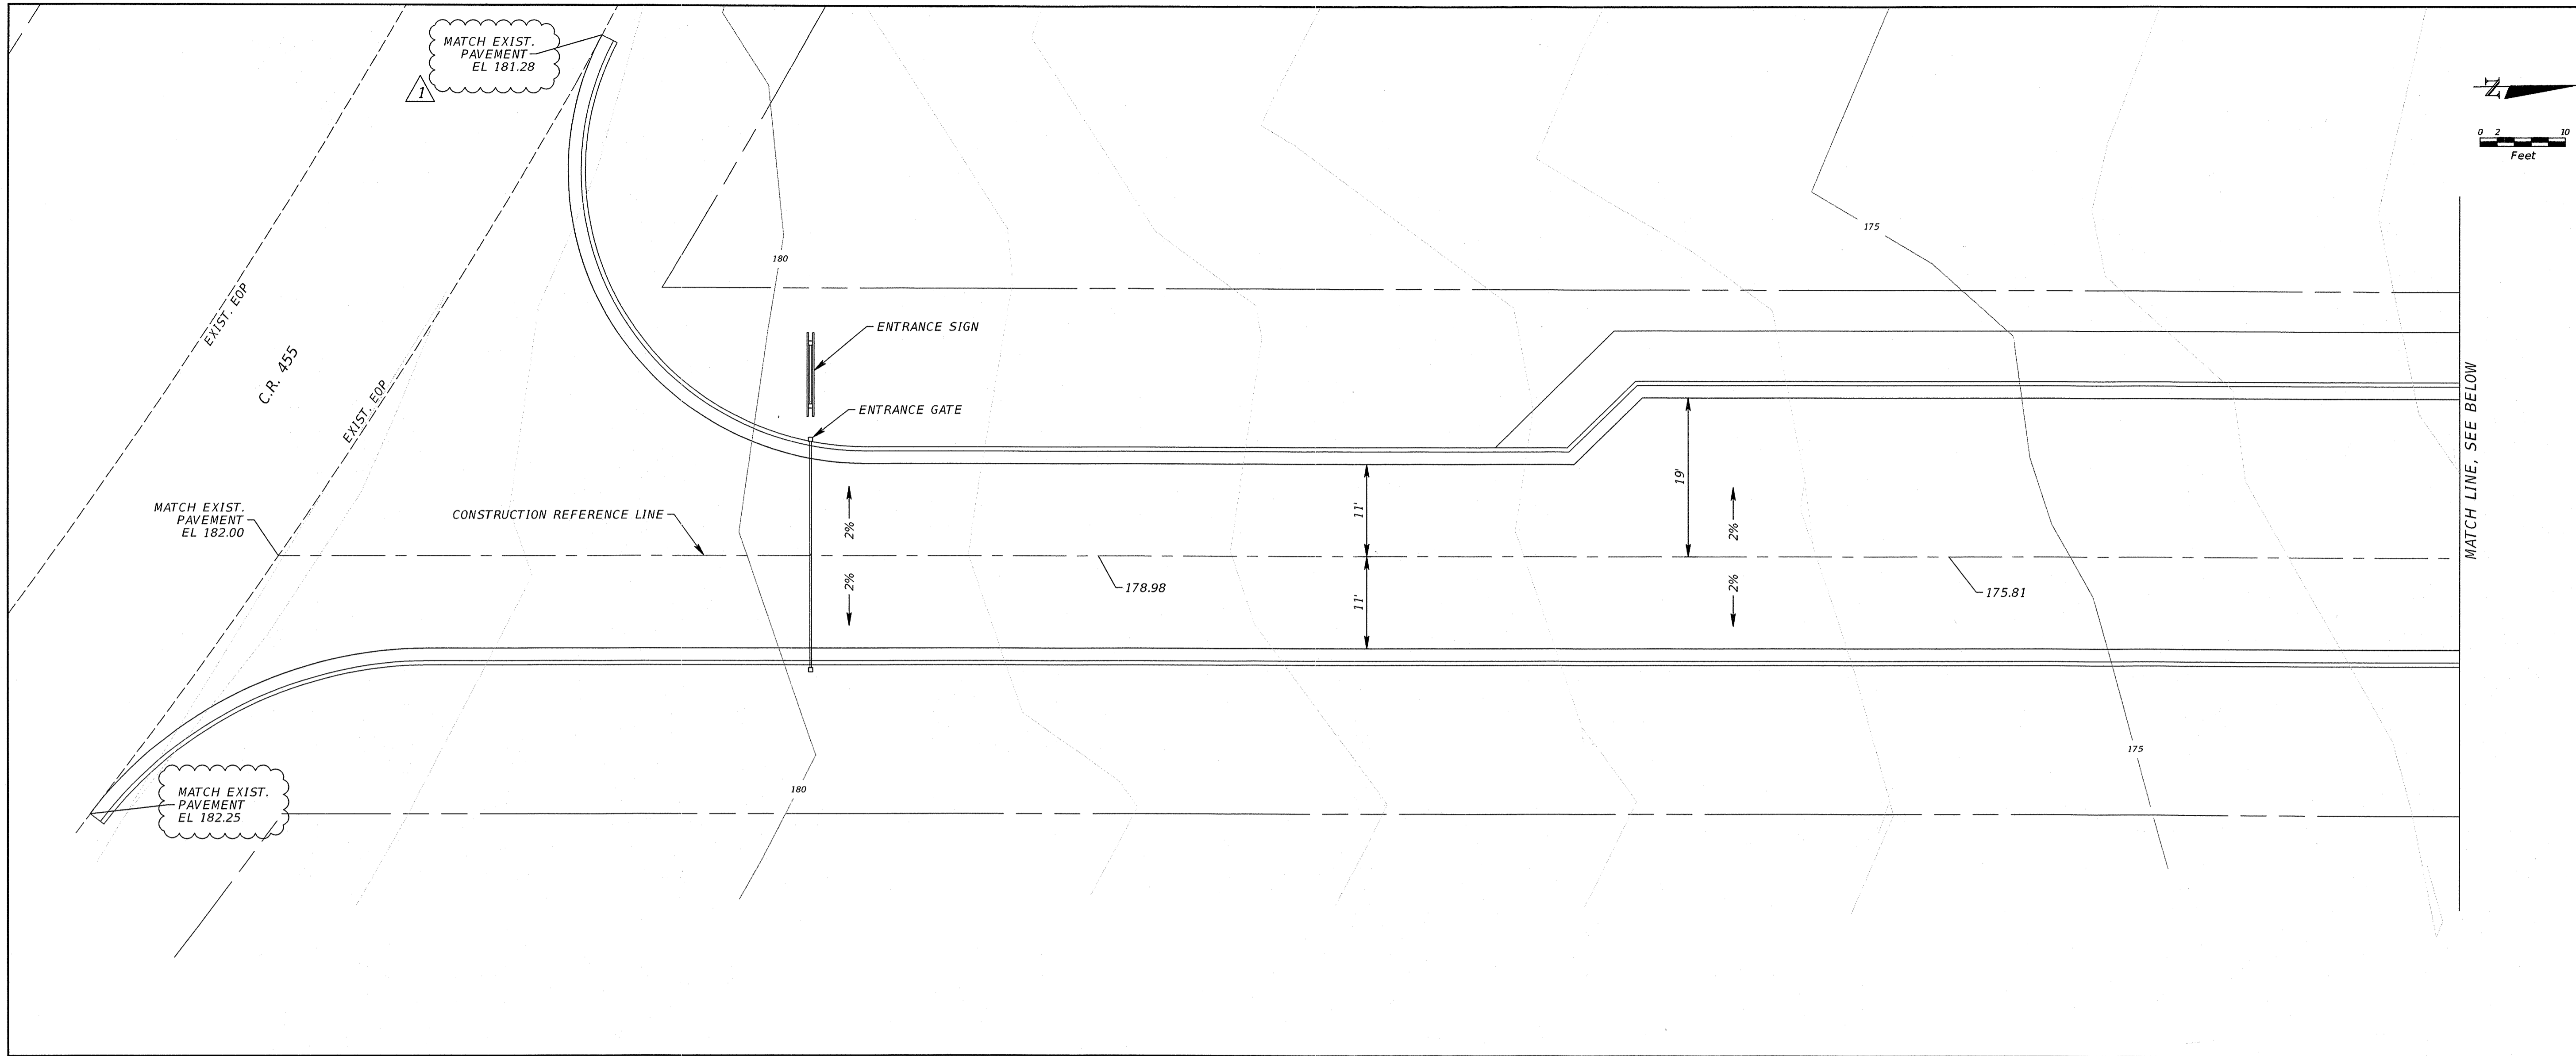 MATCH EXIST.
PAVEMENT
EL 181.28
1
N
0 2 10
Feet
175
180
EXIST. EOP
C.R. 455
EXIST. EOP
ENTRANCE SIGN
ENTRANCE GATE
MATCH LINE, SEE BELOW
MATCH EXIST.
PAVEMENT
EL 182.00
CONSTRUCTION REFERENCE LINE
2%
11'
19'
2%
2%
178.98
11'
2%
175.81
175
180
MATCH EXIST.
PAVEMENT
EL 182.25